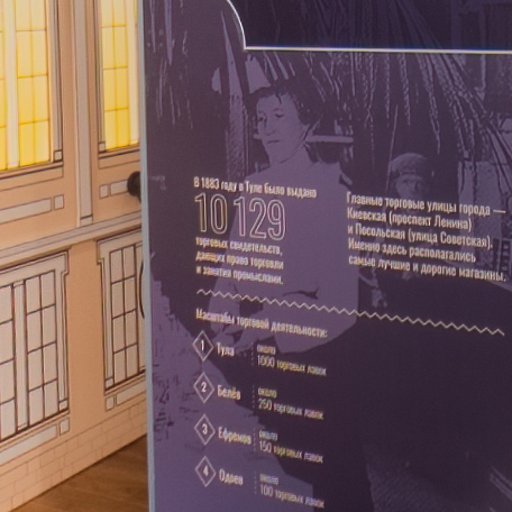 В 1883 году в Туле было выдано
10 129
торговых свидетельств,
дающих право торговли
и занятия промыслами.
Главные торговые улицы города —
Киевская (проспект Ленина)
и Посольская (улица Советская).
Именно здесь располагались
самые лучшие и дорогие магазины.
Масштабы торговой деятельности:
1 Тула около
1000 торговых лавок
2 Белёв около
250 торговых лавок
3 Ефремов около
150 торговых лавок
4 Одоев около
100 торговых лавок